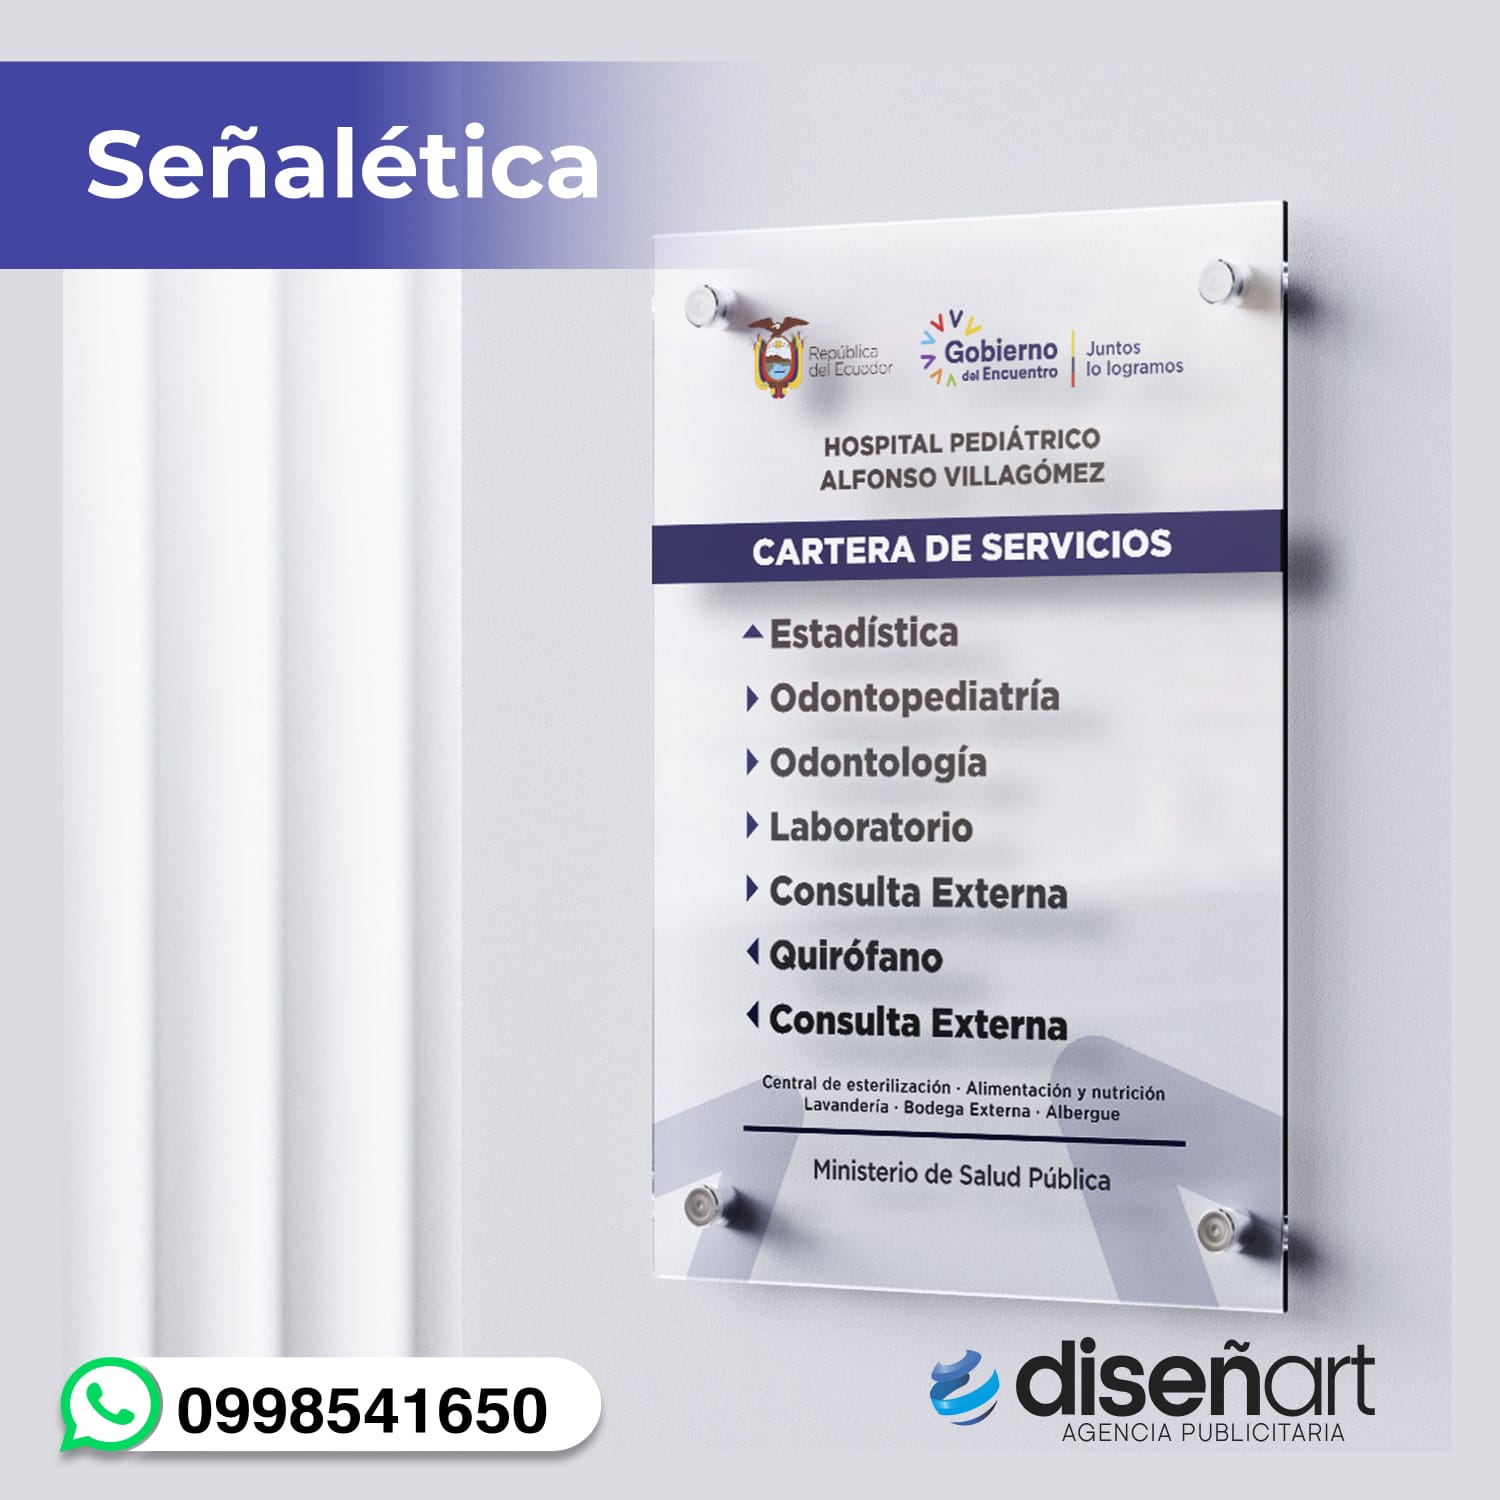 Señalética
República
del Ecuador
Gobierno
del Encuentro
Juntos
lo logramos
HOSPITAL PEDIÁTRICO
ALFONSO VILLAGÓMEZ
CARTERA DE SERVICIOS
Estadística
Odontopediatría
Odontología
Laboratorio
Consulta Externa
Quirófano
Consulta Externa
Central de esterilización · Alimentación y nutrición
Lavandería · Bodega Externa · Albergue
Ministerio de Salud Pública
0998541650
diseñart
AGENCIA PUBLICITARIA